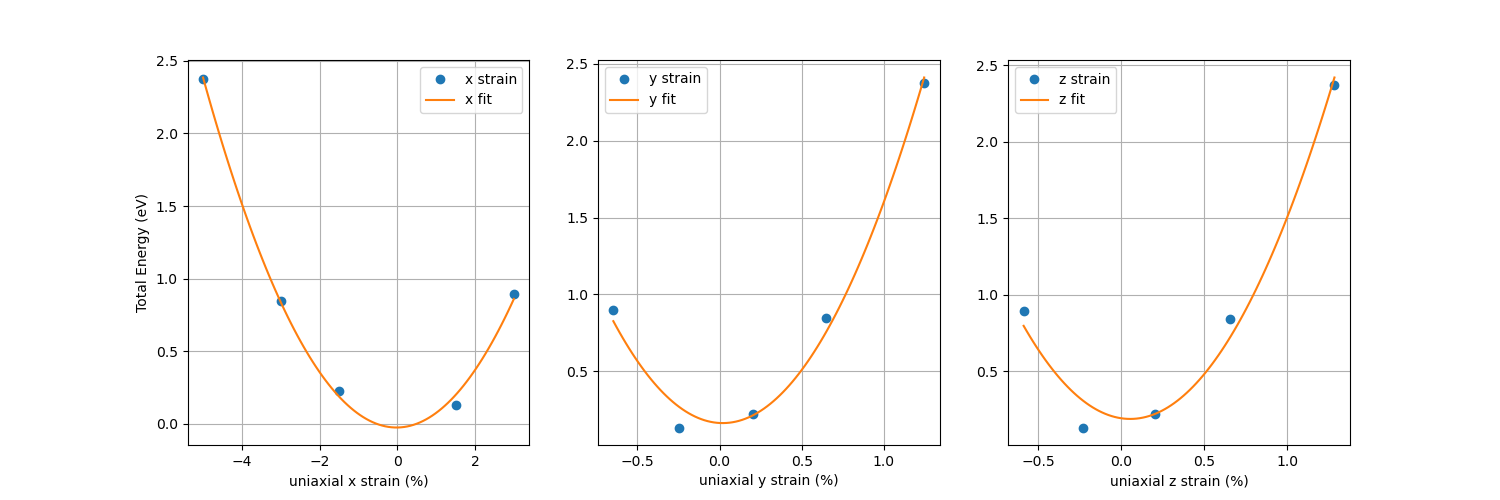 x strain
x fit
2.5
2.0
1.5
1.0
0.5
0.0
Total Energy (eV)
−4
−2
0
2
uniaxial x strain (%)
y strain
y fit
2.5
2.0
1.5
1.0
0.5
−0.5
0.0
0.5
1.0
uniaxial y strain (%)
z strain
z fit
2.5
2.0
1.5
1.0
0.5
−0.5
0.0
0.5
1.0
uniaxial z strain (%)